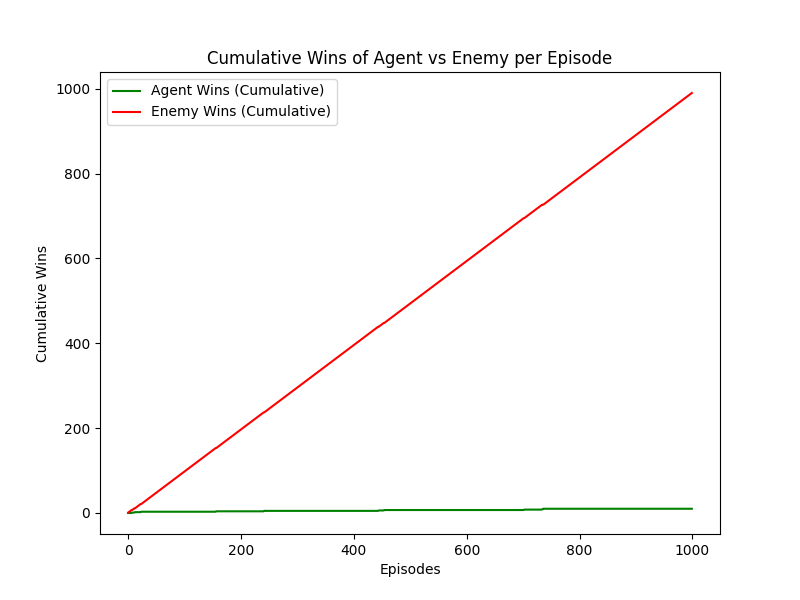 Cumulative Wins of Agent vs Enemy per Episode
Agent Wins (Cumulative)
Enemy Wins (Cumulative)
Cumulative Wins
1000
800
600
400
200
0
0 200 400 600 800 1000
Episodes